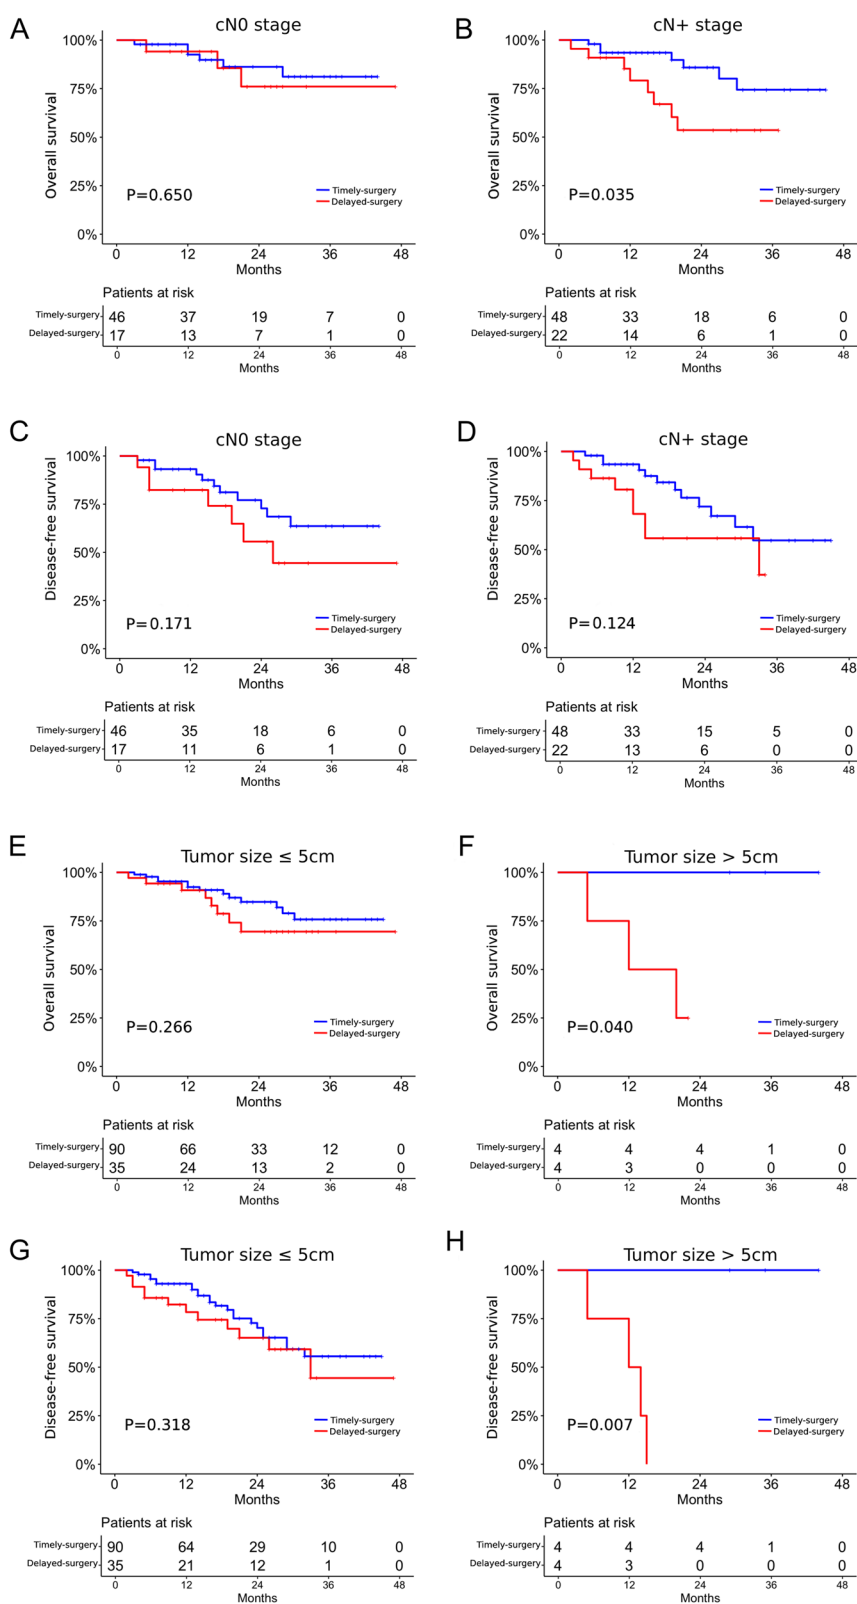 A
cN0 stage
100%
75%
50%
25%
0%
Overall survival
P=0.650
Timely-surgery
Delayed-surgery
0 12 24 36 48
Months
Patients at risk
Timely-surgery 46 37 19 7 0
Delayed-surgery 17 13 7 1 0
0 12 24 36 48
Months
B
cN+ stage
100%
75%
50%
25%
0%
Overall survival
P=0.035
Timely-surgery
Delayed-surgery
0 12 24 36 48
Months
Patients at risk
Timely-surgery 48 33 18 6 0
Delayed-surgery 22 14 6 1 0
0 12 24 36 48
Months
C
cN0 stage
100%
75%
50%
25%
0%
Disease-free survival
P=0.171
Timely-surgery
Delayed-surgery
0 12 24 36 48
Months
Patients at risk
Timely-surgery 46 35 18 6 0
Delayed-surgery 17 11 6 1 0
0 12 24 36 48
Months
D
cN+ stage
100%
75%
50%
25%
0%
Disease-free survival
P=0.124
Timely-surgery
Delayed-surgery
0 12 24 36 48
Months
Patients at risk
Timely-surgery 48 33 15 5 0
Delayed-surgery 22 13 6 0 0
0 12 24 36 48
Months
E
Tumor size ≤ 5cm
100%
75%
50%
25%
0%
Overall survival
P=0.266
Timely-surgery
Delayed-surgery
0 12 24 36 48
Months
Patients at risk
Timely-surgery 90 66 33 12 0
Delayed-surgery 35 24 13 2 0
0 12 24 36 48
Months
F
Tumor size > 5cm
100%
75%
50%
25%
0%
Overall survival
P=0.040
Timely-surgery
Delayed-surgery
0 12 24 36 48
Months
Patients at risk
Timely-surgery 4 4 4 1 0
Delayed-surgery 4 3 0 0 0
0 12 24 36 48
Months
G
Tumor size ≤ 5cm
100%
75%
50%
25%
0%
Disease-free survival
P=0.318
Timely-surgery
Delayed-surgery
0 12 24 36 48
Months
Patients at risk
Timely-surgery 90 64 29 10 0
Delayed-surgery 35 21 12 1 0
0 12 24 36 48
Months
H
Tumor size > 5cm
100%
75%
50%
25%
0%
Disease-free survival
P=0.007
Timely-surgery
Delayed-surgery
0 12 24 36 48
Months
Patients at risk
Timely-surgery 4 4 4 1 0
Delayed-surgery 4 3 0 0 0
0 12 24 36 48
Months